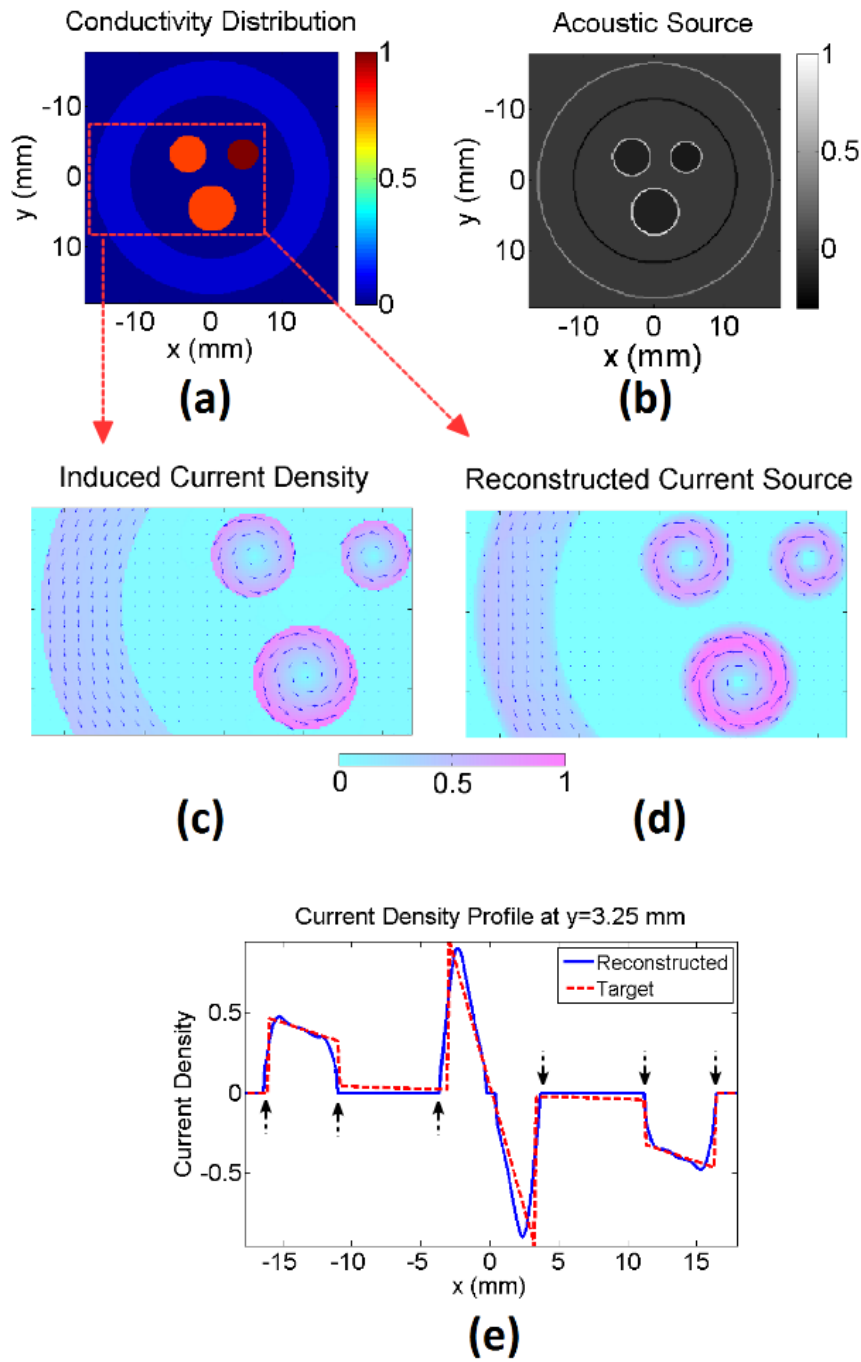 Conductivity Distribution
-10
0
10
y (mm)
-10 0 10
x (mm)
1
0.5
0
(a)
Acoustic Source
-10
0
10
y (mm)
-10 0 10
x (mm)
1
0.5
0
(b)
Induced Current Density
Reconstructed Current Source
0 0.5 1
(c)
(d)
Current Density Profile at y=3.25 mm
Reconstructed
Target
0.5
0
-0.5
Current Density
-15 -10 -5 0 5 10 15
x (mm)
(e)